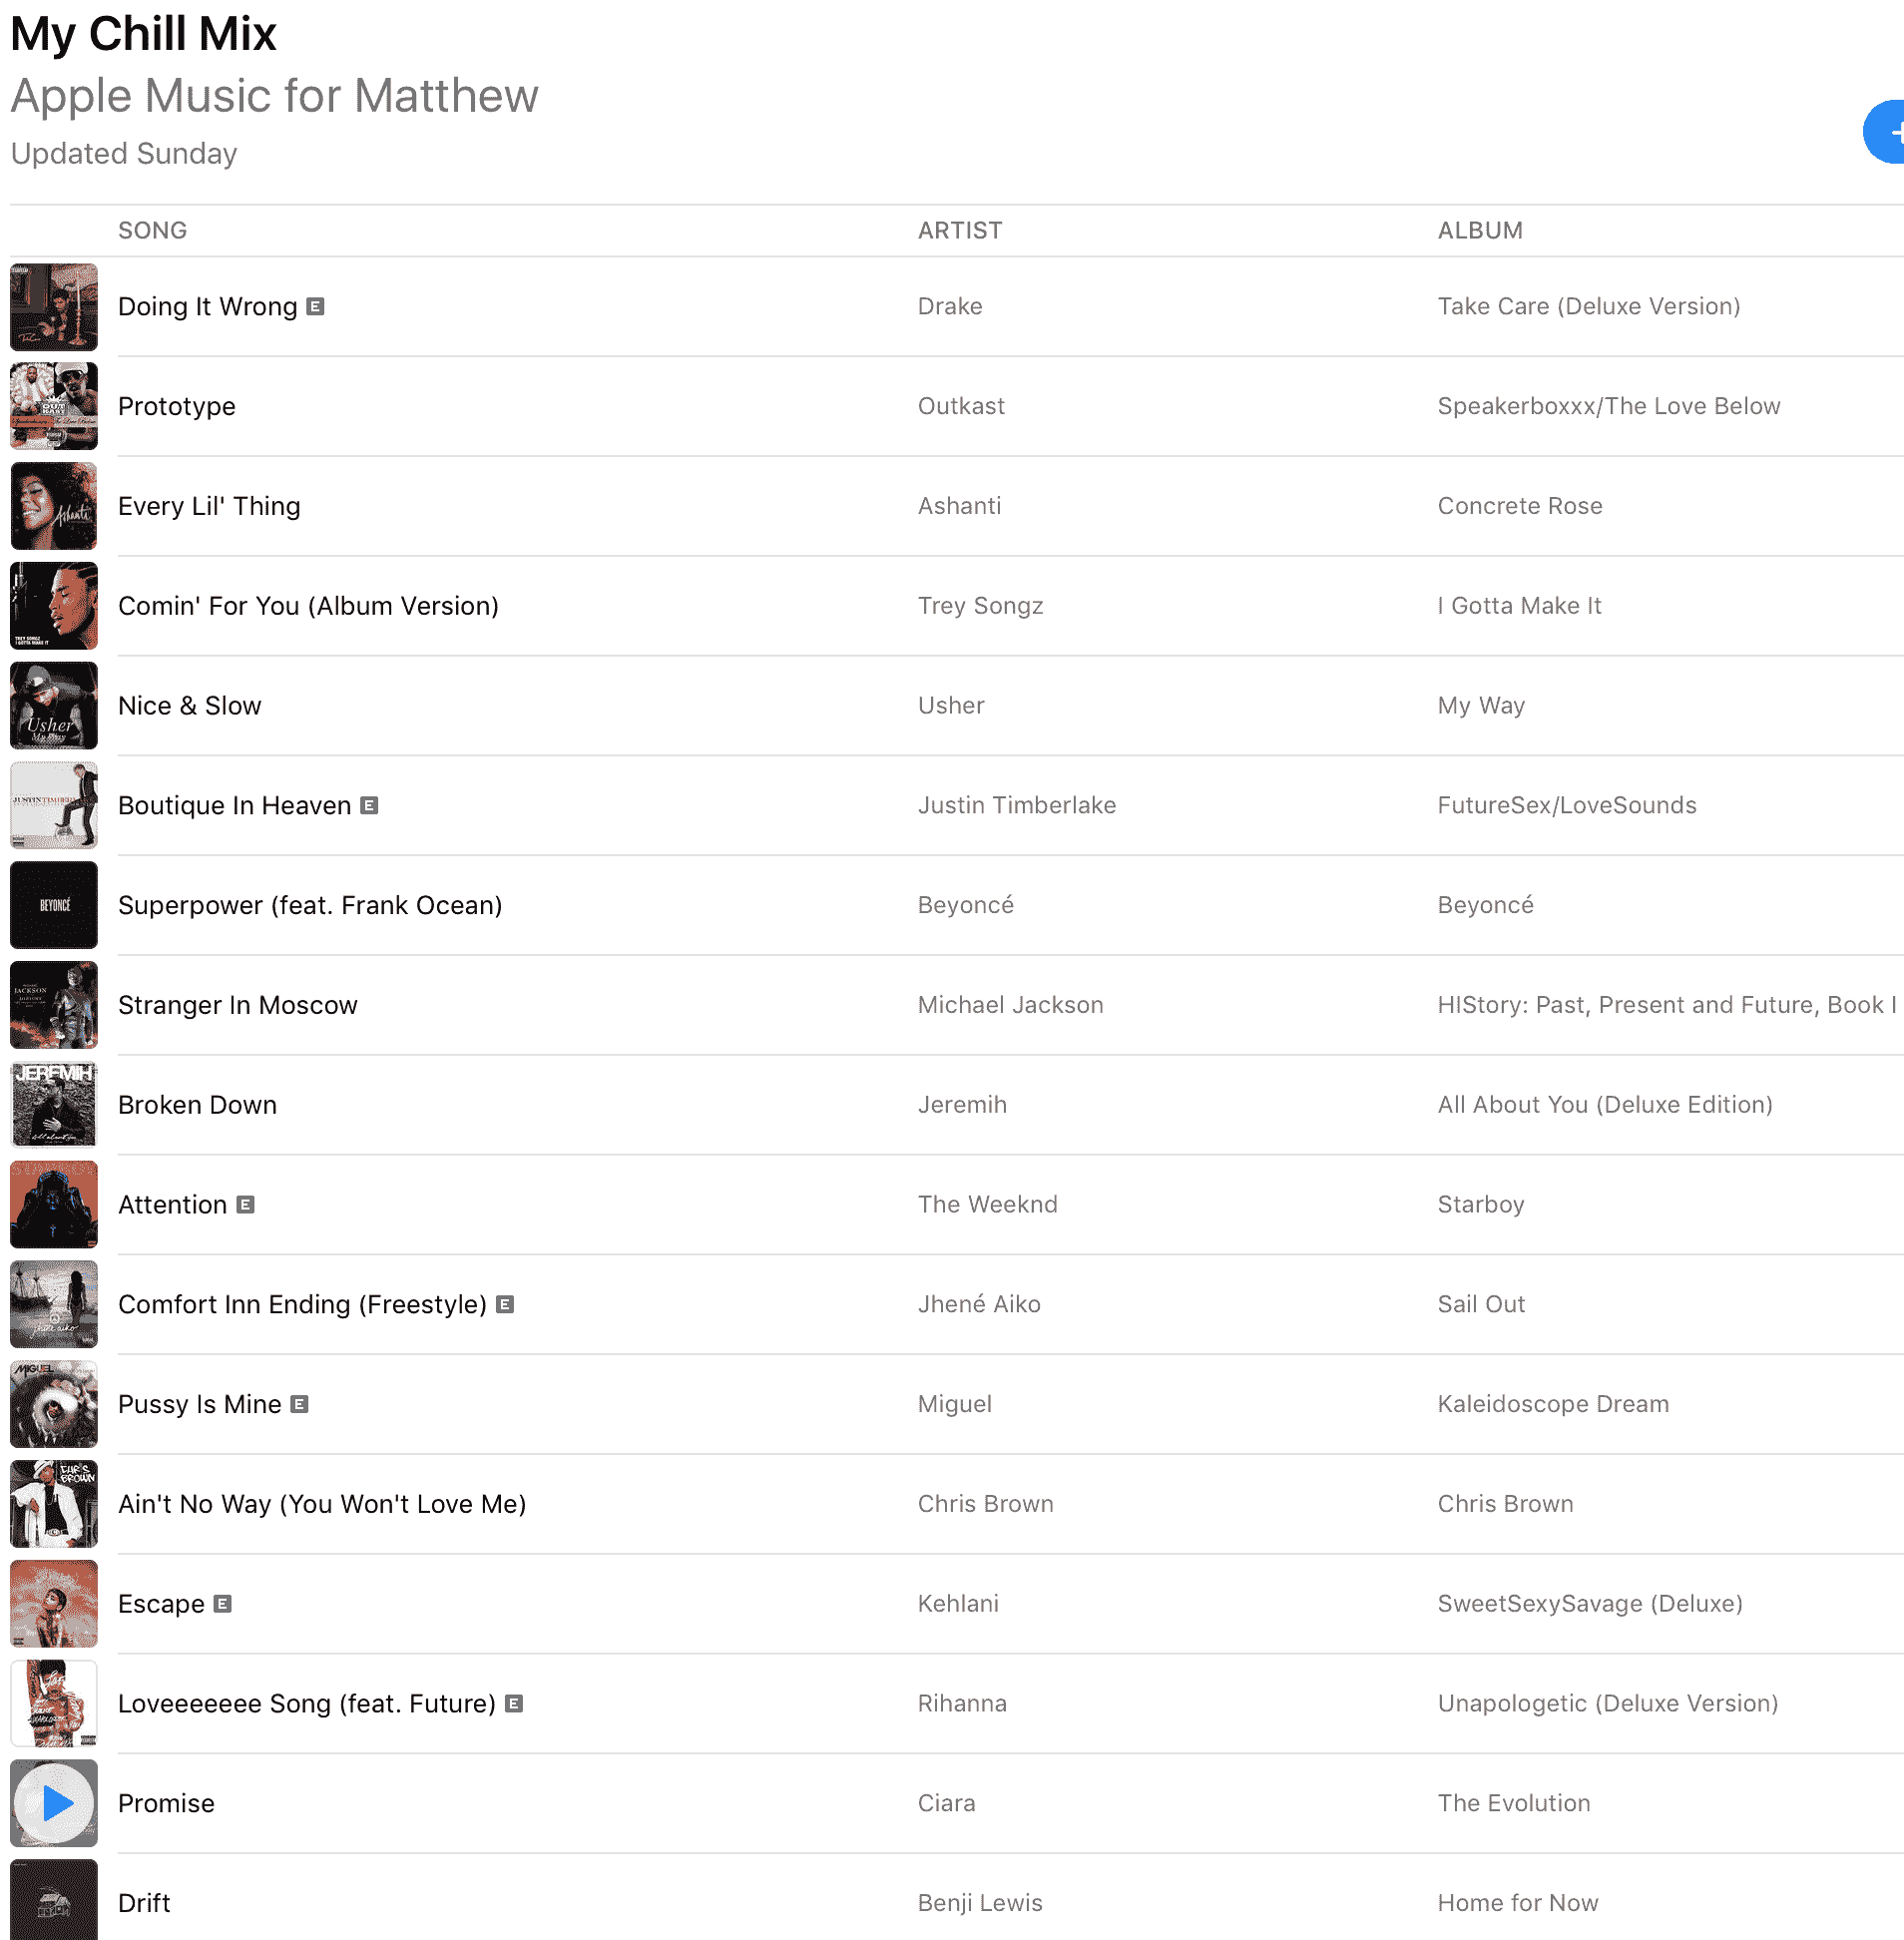 My Chill Mix
Apple Music for Matthew
Updated Sunday
SONG ARTIST ALBUM
Doing It Wrong E Drake Take Care (Deluxe Version)
Prototype Outkast Speakerboxxx/The Love Below
Every Lil' Thing Ashanti Concrete Rose
Comin' For You (Album Version) Trey Songz I Gotta Make It
Nice & Slow Usher My Way
Boutique In Heaven E Justin Timberlake FutureSex/LoveSounds
BEYONCÉ Superpower (feat. Frank Ocean) Beyoncé Beyoncé
Stranger In Moscow Michael Jackson HIStory: Past, Present and Future, Book I
JEREMIH Broken Down Jeremih All About You (Deluxe Edition)
Attention E The Weeknd Starboy
Comfort Inn Ending (Freestyle) E Jhené Aiko Sail Out
MIGUEL Pussy Is Mine E Miguel Kaleidoscope Dream
Ain't No Way (You Won't Love Me) Chris Brown Chris Brown
Escape E Kehlani SweetSexySavage (Deluxe)
Loveeeeeee Song (feat. Future) E Rihanna Unapologetic (Deluxe Version)
Promise Ciara The Evolution
Drift Benji Lewis Home for Now